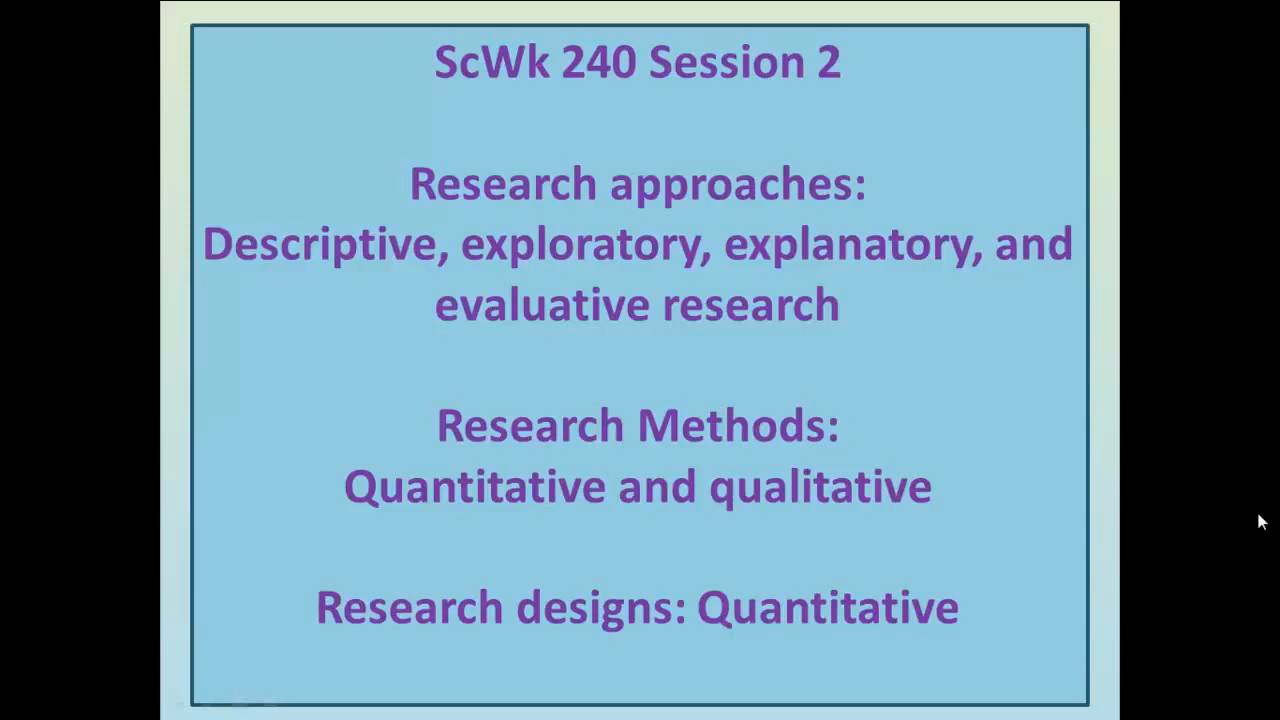 ScWk 240 Session 2
Research approaches:
Descriptive, exploratory, explanatory, and
evaluative research
Research Methods:
Quantitative and qualitative
Research designs: Quantitative